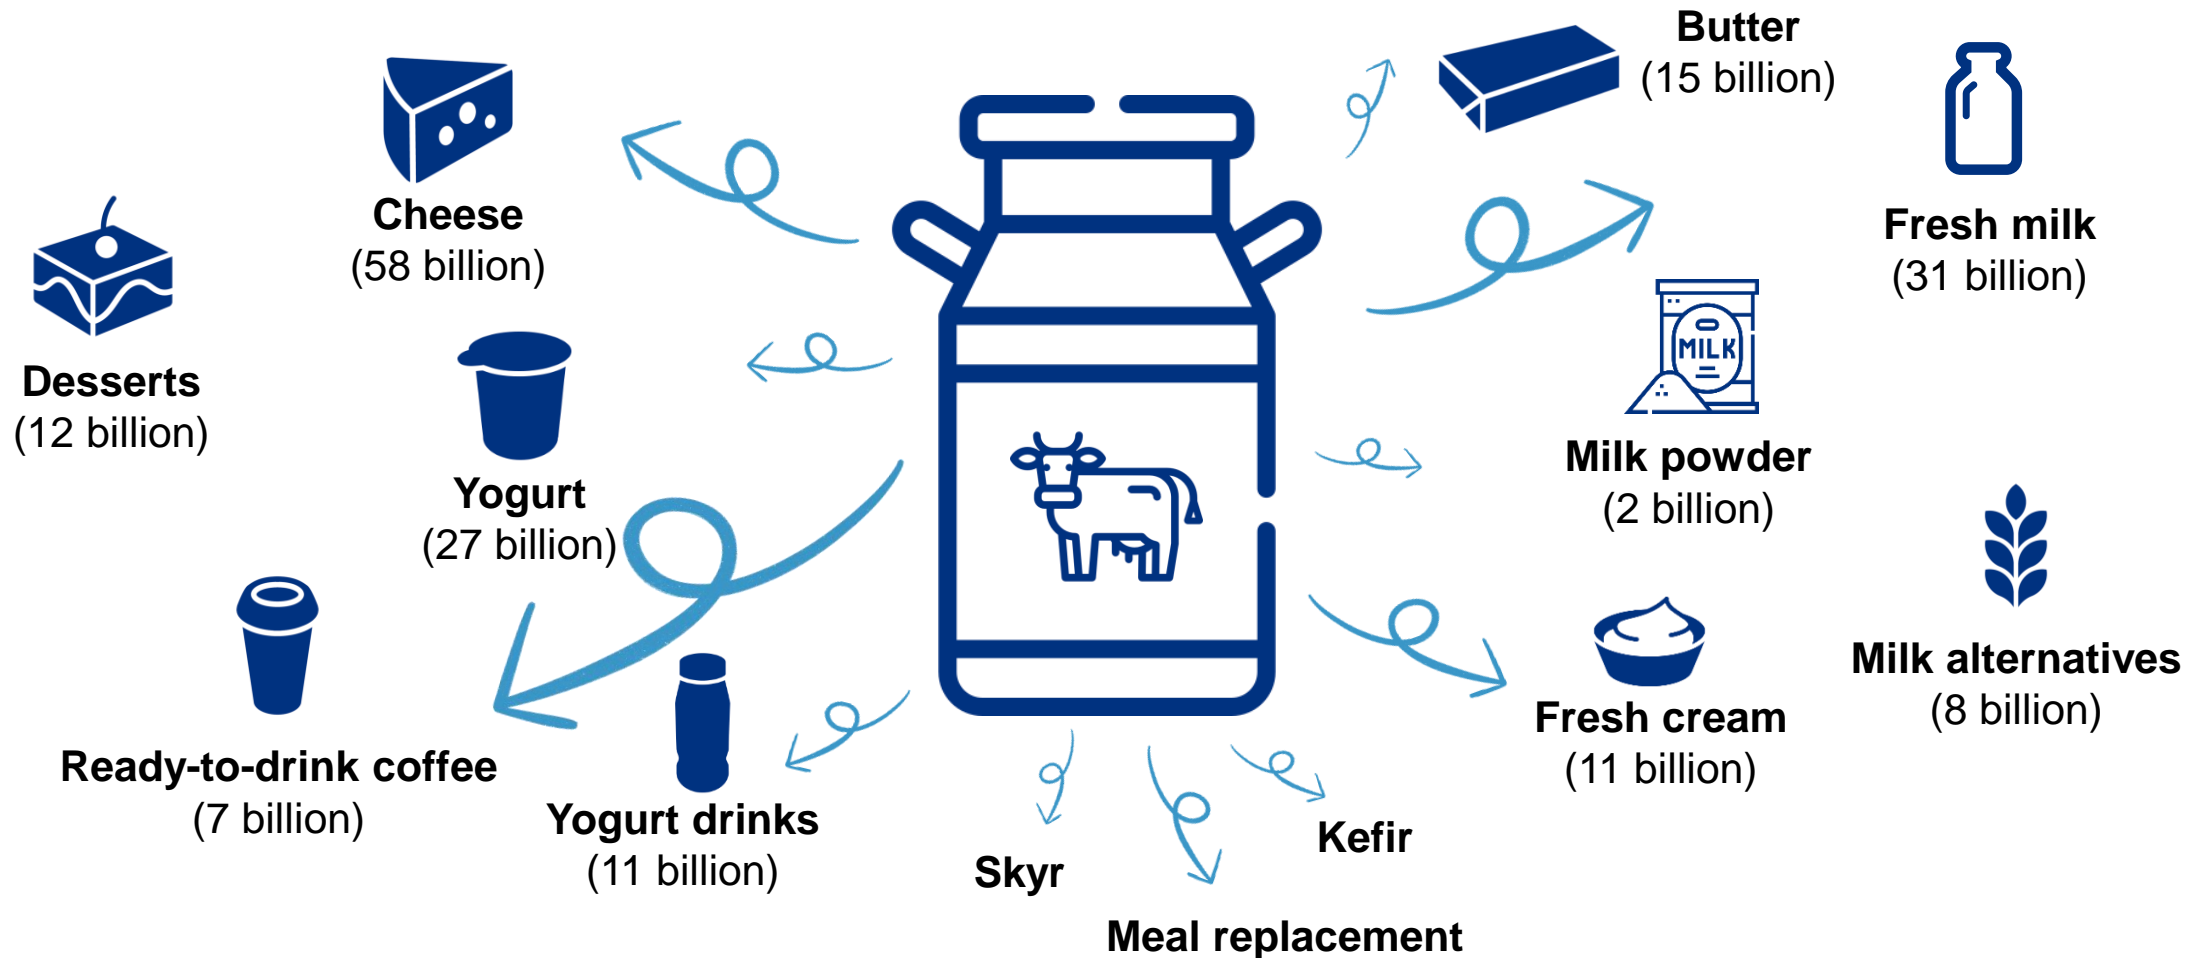 Butter
(15 billion)
Cheese
(58 billion)
Fresh milk
(31 billion)
Desserts
(12 billion)
MILK
Yogurt
(27 billion)
Milk powder
(2 billion)
Milk alternatives
(8 billion)
Fresh cream
(11 billion)
Ready-to-drink coffee
(7 billion)
Yogurt drinks
(11 billion)
Skyr
Kefir
Meal replacement